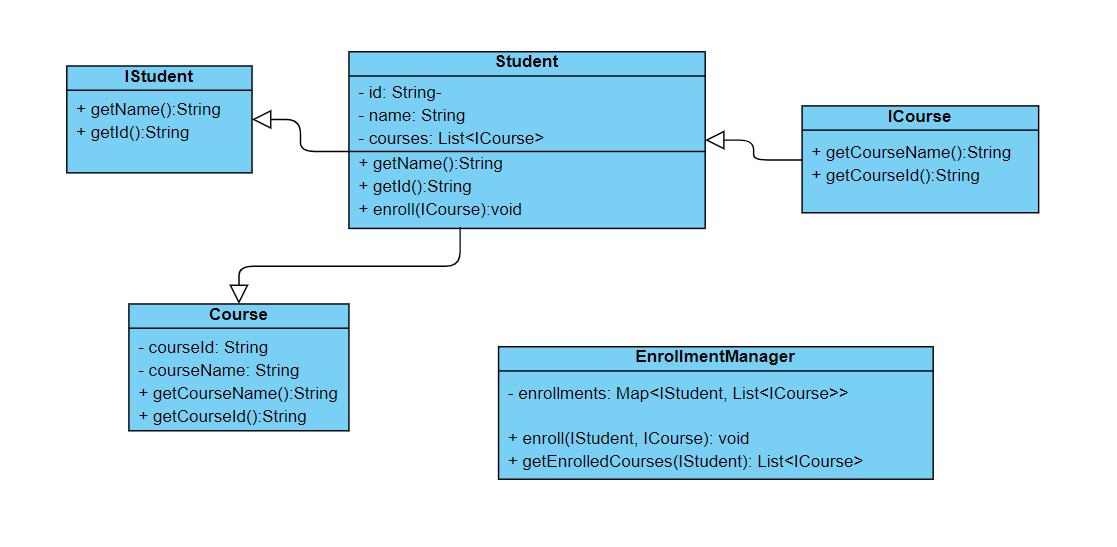 IStudent
+ getName():String
+ getId():String
Student
- id: String-
- name: String
- courses: List<ICourse>
+ getName():String
+ getId():String
+ enroll(ICourse):void
ICourse
+ getCourseName():String
+ getCourseId():String
Course
- courseId: String
- courseName: String
+ getCourseName():String
+ getCourseId():String
EnrollmentManager
- enrollments: Map<IStudent, List<ICourse>>
+ enroll(IStudent, ICourse): void
+ getEnrolledCourses(IStudent): List<ICourse>